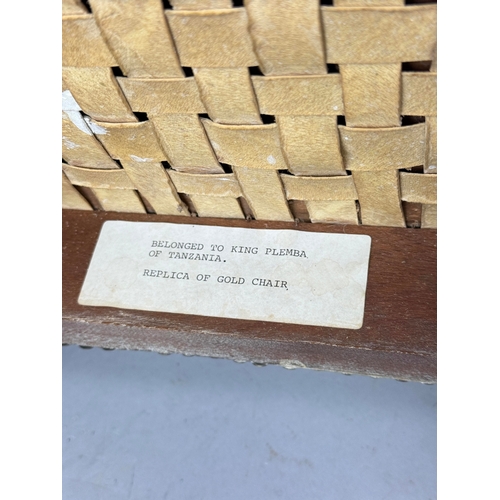 BELONGED TO KING PLEMBA
OF TANZANIA.
REPLICA OF GOLD CHAIR